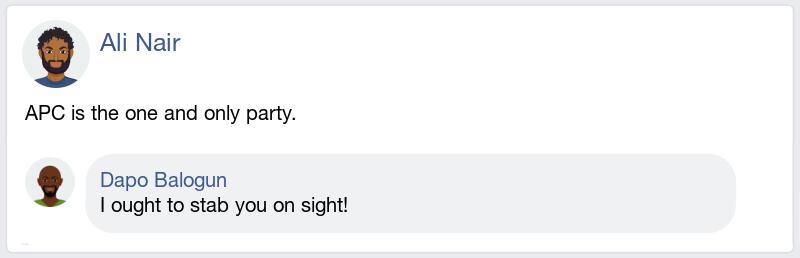 Ali Nair
APC is the one and only party.
Dapo Balogun
I ought to stab you on sight!